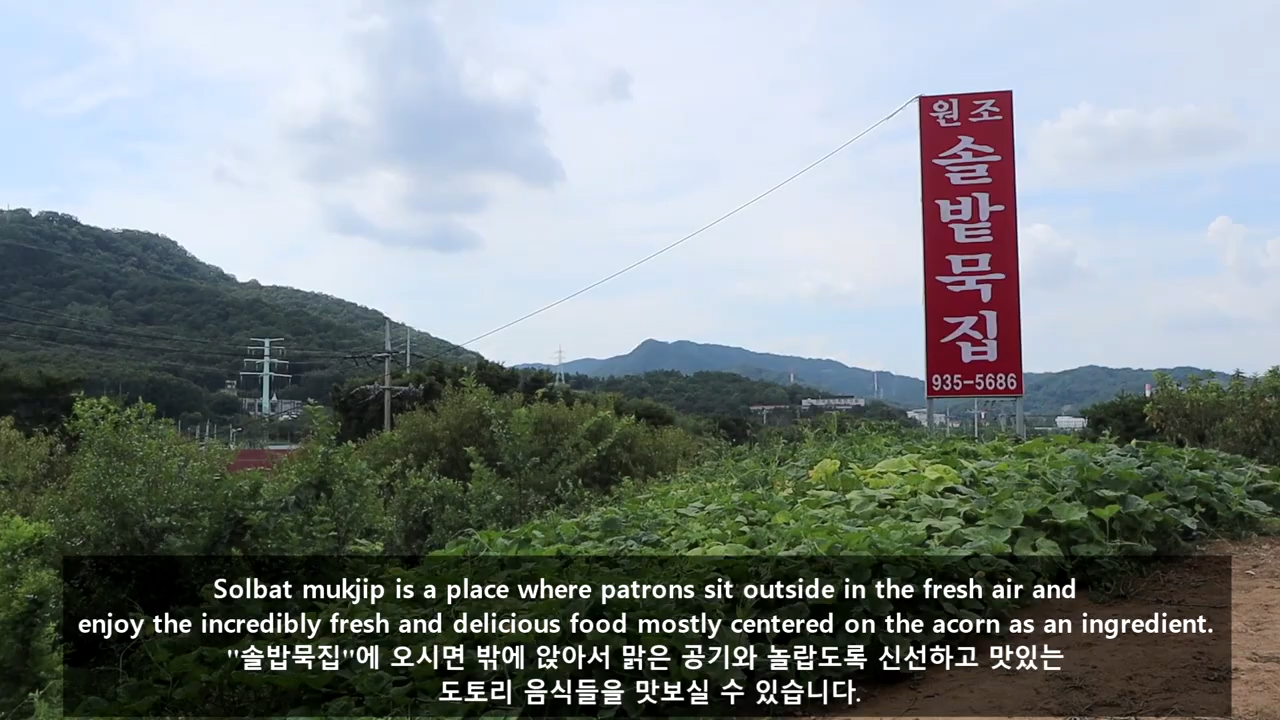 원조
솔밭묵집
935-5686
Solbat mukjip is a place where patrons sit outside in the fresh air and
enjoy the incredibly fresh and delicious food mostly centered on the acorn as an ingredient.
"솔밥묵집"에 오시면 밖에 앉아서 맑은 공기와 놀랍도록 신선하고 맛있는
도토리 음식들을 맛보실 수 있습니다.